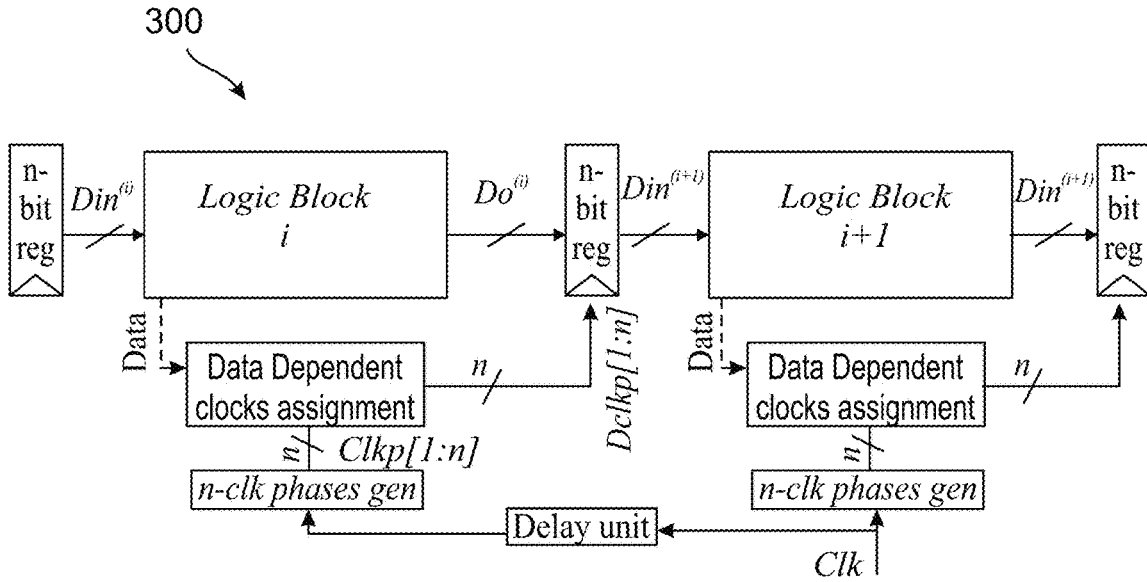 300
n-
bit
reg
Din(i)
Logic Block
i
Do(i)
n-
bit
reg
Din(i+1)
Logic Block
i+1
Din(i+1)
n-
bit
reg
Data
Data Dependent
clocks assignment
n
Dclkp[1:n]
Data
Data Dependent
clocks assignment
n
n
Clkp[1:n]
n
n-clk phases gen
n-clk phases gen
Delay unit
Clk